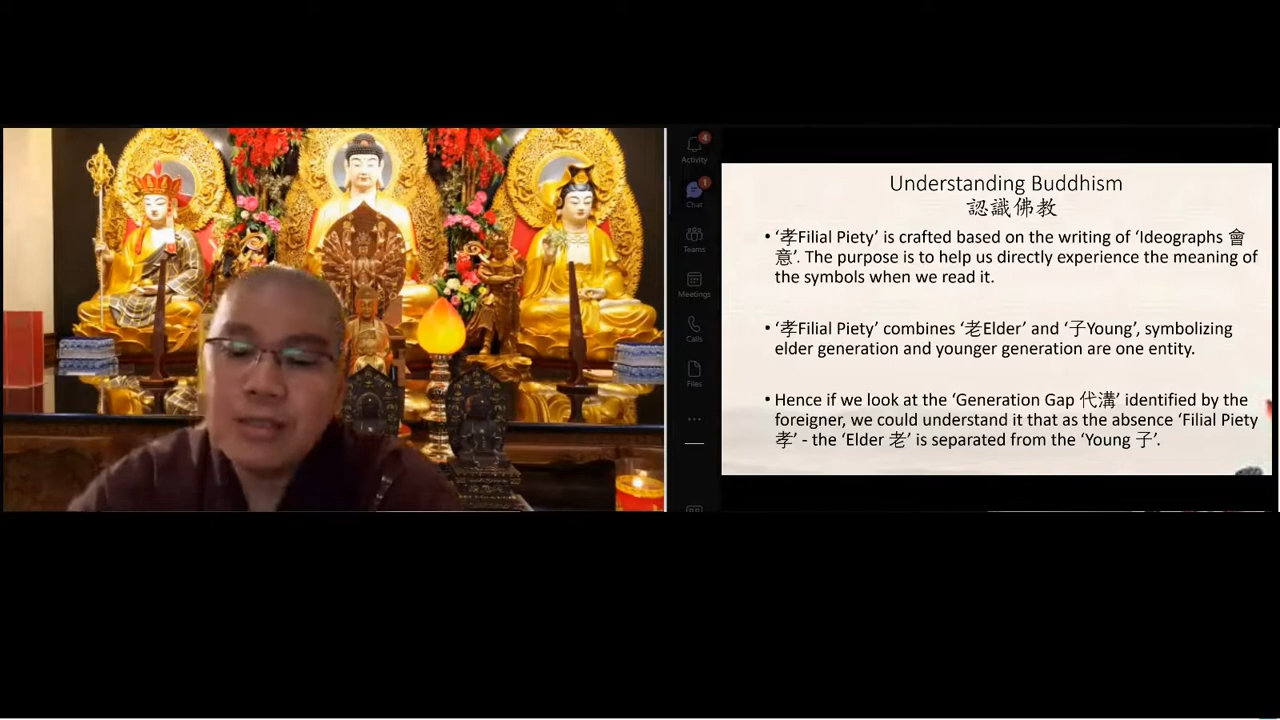 4
Activity
1
Chat
Teams
Meetings
Calls
Files
Understanding Buddhism
認識佛教
• ‘孝Filial Piety’ is crafted based on the writing of ‘Ideographs 會
意’. The purpose is to help us directly experience the meaning of
the symbols when we read it.
• ‘孝Filial Piety’ combines ‘老Elder’ and ‘子Young’, symbolizing
elder generation and younger generation are one entity.
• Hence if we look at the ‘Generation Gap 代溝’ identified by the
foreigner, we could understand it that as the absence ‘Filial Piety
孝’ - the ‘Elder 老’ is separated from the ‘Young 子’.